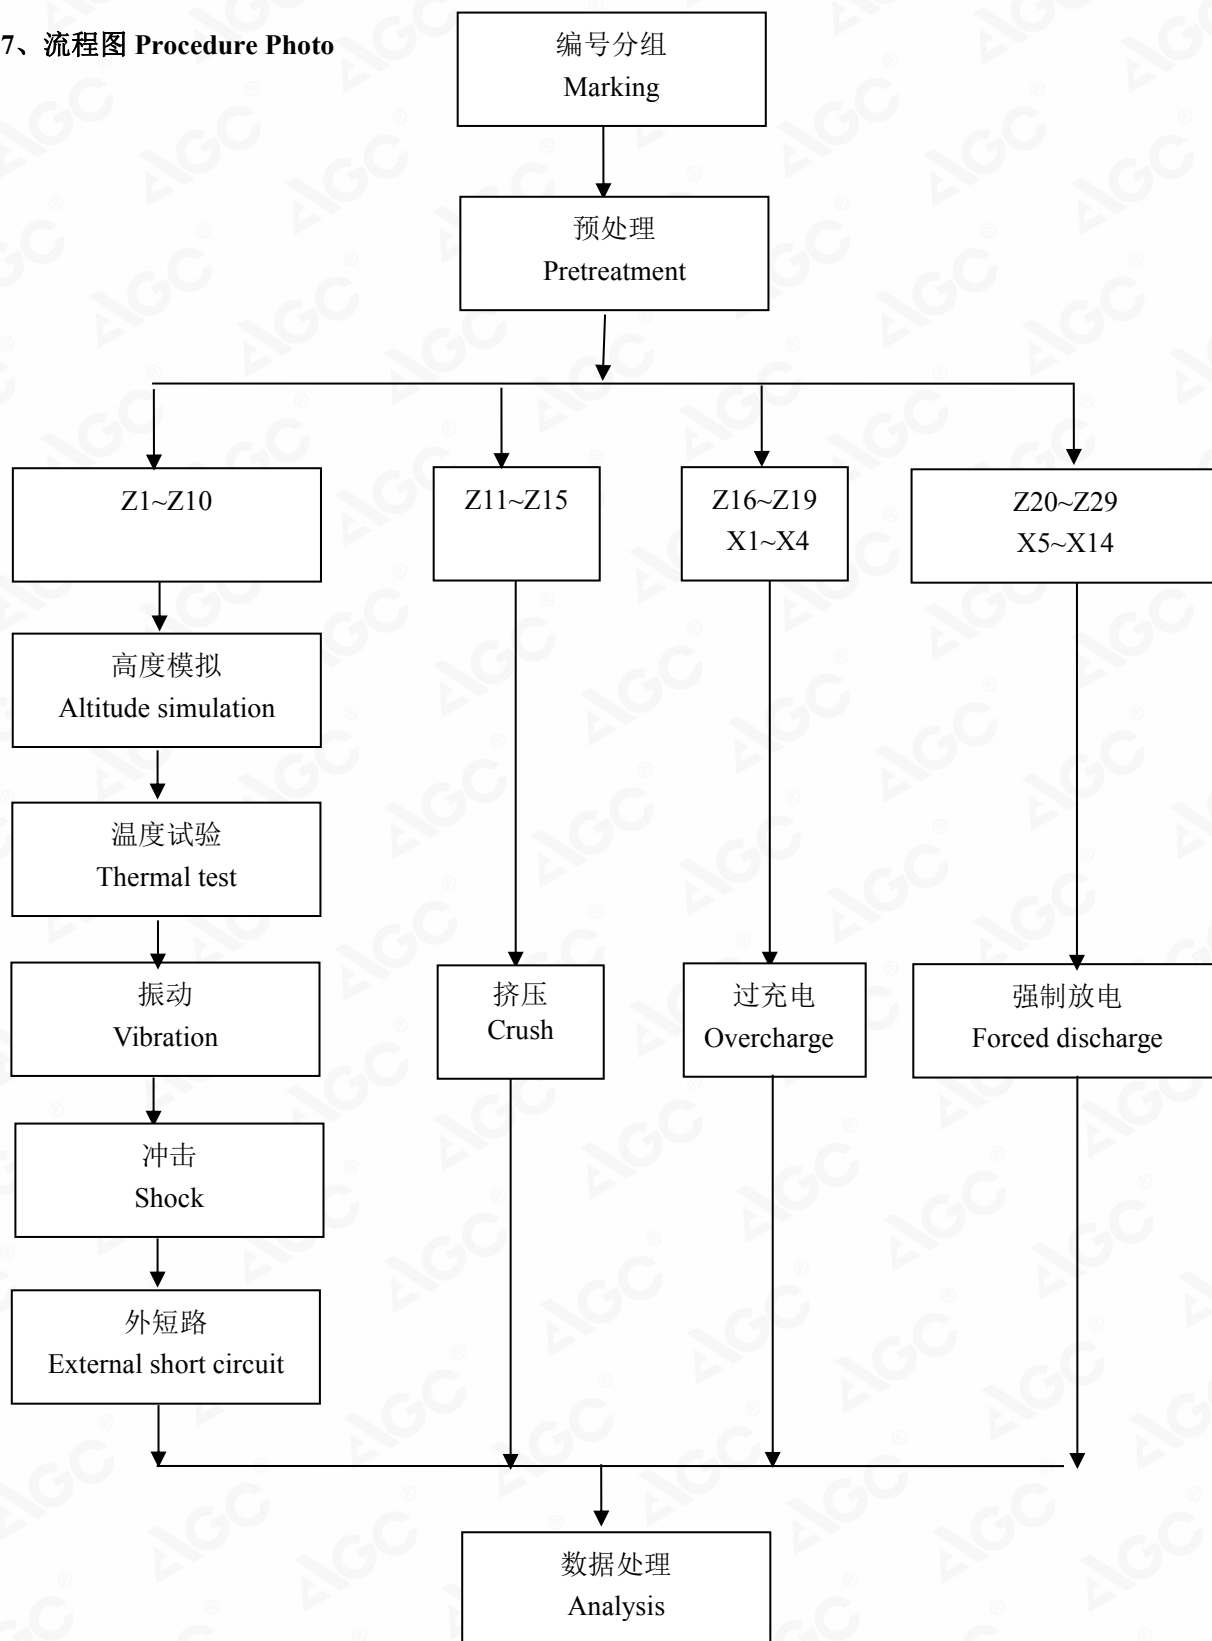 7、流程图 Procedure Photo
编号分组
Marking
预处理
Pretreatment
Z1~Z10
Z11~Z15
Z16~Z19
X1~X4
Z20~Z29
X5~X14
高度模拟
Altitude simulation
温度试验
Thermal test
振动
Vibration
挤压
Crush
过充电
Overcharge
强制放电
Forced discharge
冲击
Shock
外短路
External short circuit
数据处理
Analysis